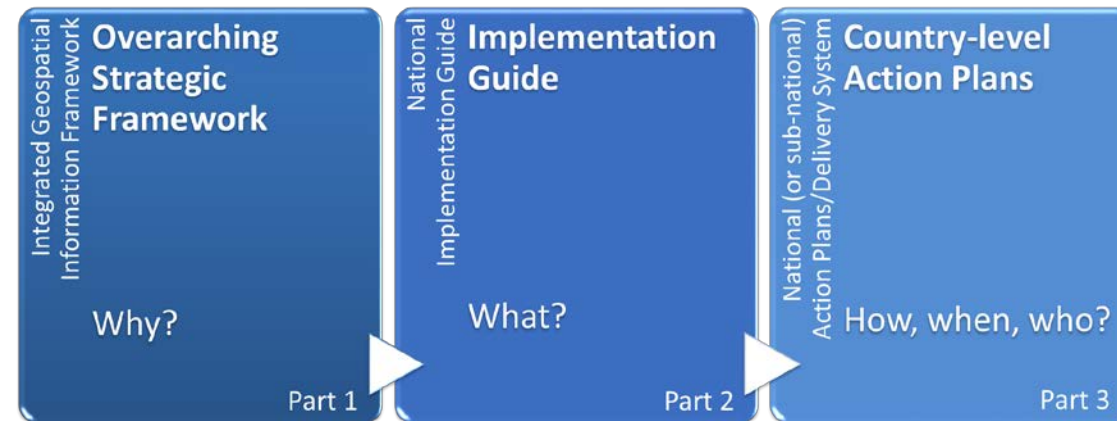 Integrated Geospatial
Information Framework
Overarching
Strategic
Framework
Why?
Part 1
National
Implementation Guide
Implementation
Guide
What?
Part 2
National (or sub-national)
Action Plans/Delivery System
Country-level
Action Plans
How, when, who?
Part 3